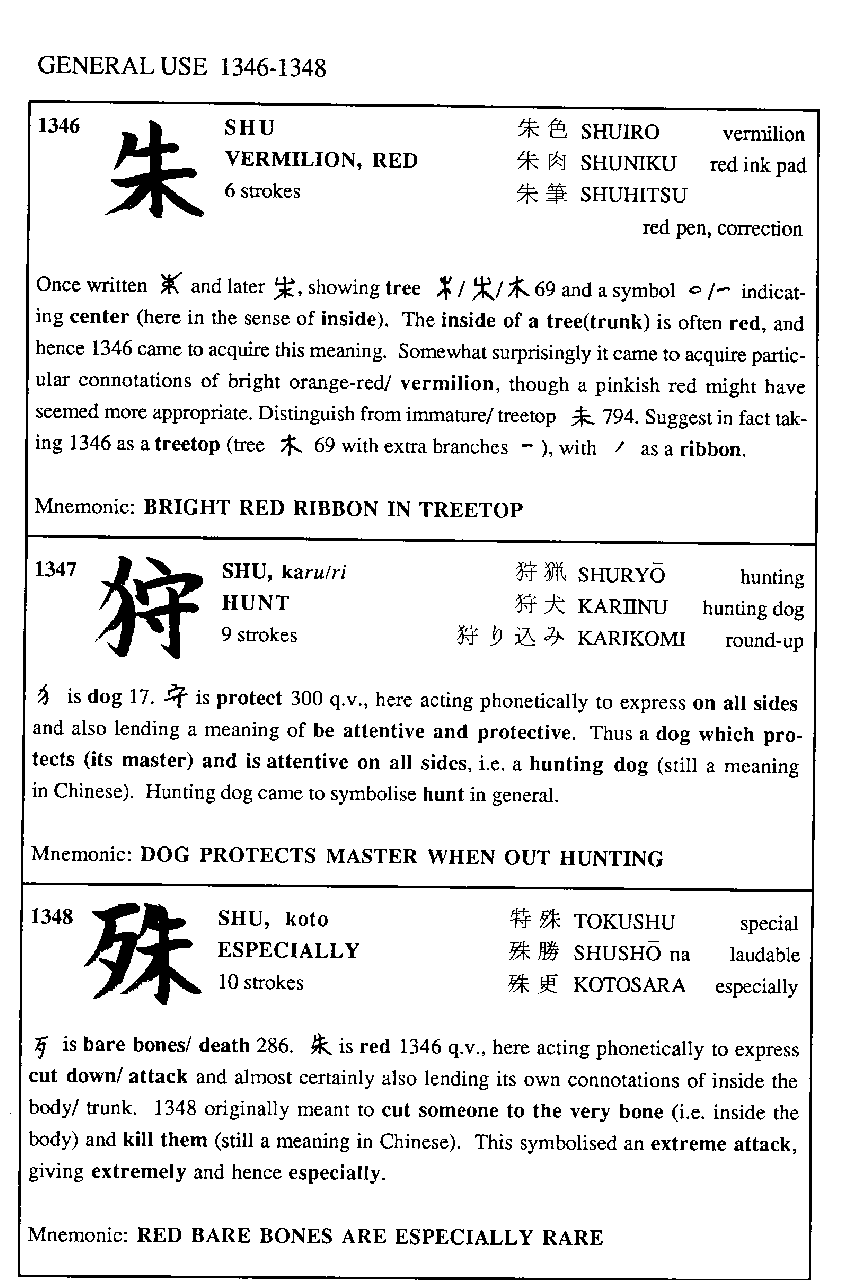 GENERAL USE 1346-1348
1346 朱 SHU 朱色 SHUIRO vermilion
VERMILION, RED 朱肉 SHUNIKU red ink pad
6 strokes 朱筆 SHUHITSU
red pen, correction
Once written and later , showing tree / / 木 69 and a symbol / indicat-
ing center (here in the sense of inside). The inside of a tree(trunk) is often red, and
hence 1346 came to acquire this meaning. Somewhat surprisingly it came to acquire partic-
ular connotations of bright orange-red/ vermilion, though a pinkish red might have
seemed more appropriate. Distinguish from immature/ treetop 未 794. Suggest in fact tak-
ing 1346 as a treetop (tree 木 69 with extra branches 一 ), with ノ as a ribbon.
Mnemonic: BRIGHT RED RIBBON IN TREETOP
1347 狩 SHU, karu/ri 狩猟 SHURYŌ hunting
HUNT 狩犬 KARIINU hunting dog
9 strokes 狩り込み KARIKOMI round-up
犭 is dog 17. 守 is protect 300 q.v., here acting phonetically to express on all sides
and also lending a meaning of be attentive and protective. Thus a dog which pro-
tects (its master) and is attentive on all sides, i.e. a hunting dog (still a meaning
in Chinese). Hunting dog came to symbolise hunt in general.
Mnemonic: DOG PROTECTS MASTER WHEN OUT HUNTING
1348 殊 SHU, koto 特殊 TOKUSHU special
ESPECIALLY 殊勝 SHUSHŌ na laudable
10 strokes 殊更 KOTOSARA especially
歹 is bare bones/ death 286. 朱 is red 1346 q.v., here acting phonetically to express
cut down/ attack and almost certainly also lending its own connotations of inside the
body/ trunk. 1348 originally meant to cut someone to the very bone (i.e. inside the
body) and kill them (still a meaning in Chinese). This symbolised an extreme attack,
giving extremely and hence especially.
Mnemonic: RED BARE BONES ARE ESPECIALLY RARE